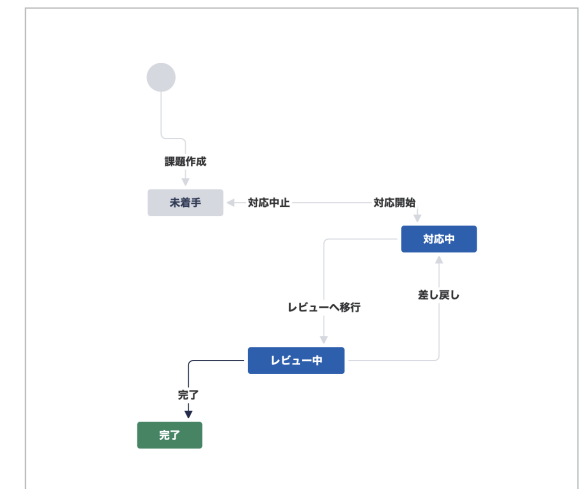 課題作成
未着手
対応中止
対応開始
対応中
差し戻し
レビューへ移行
レビュー中
完了
完了